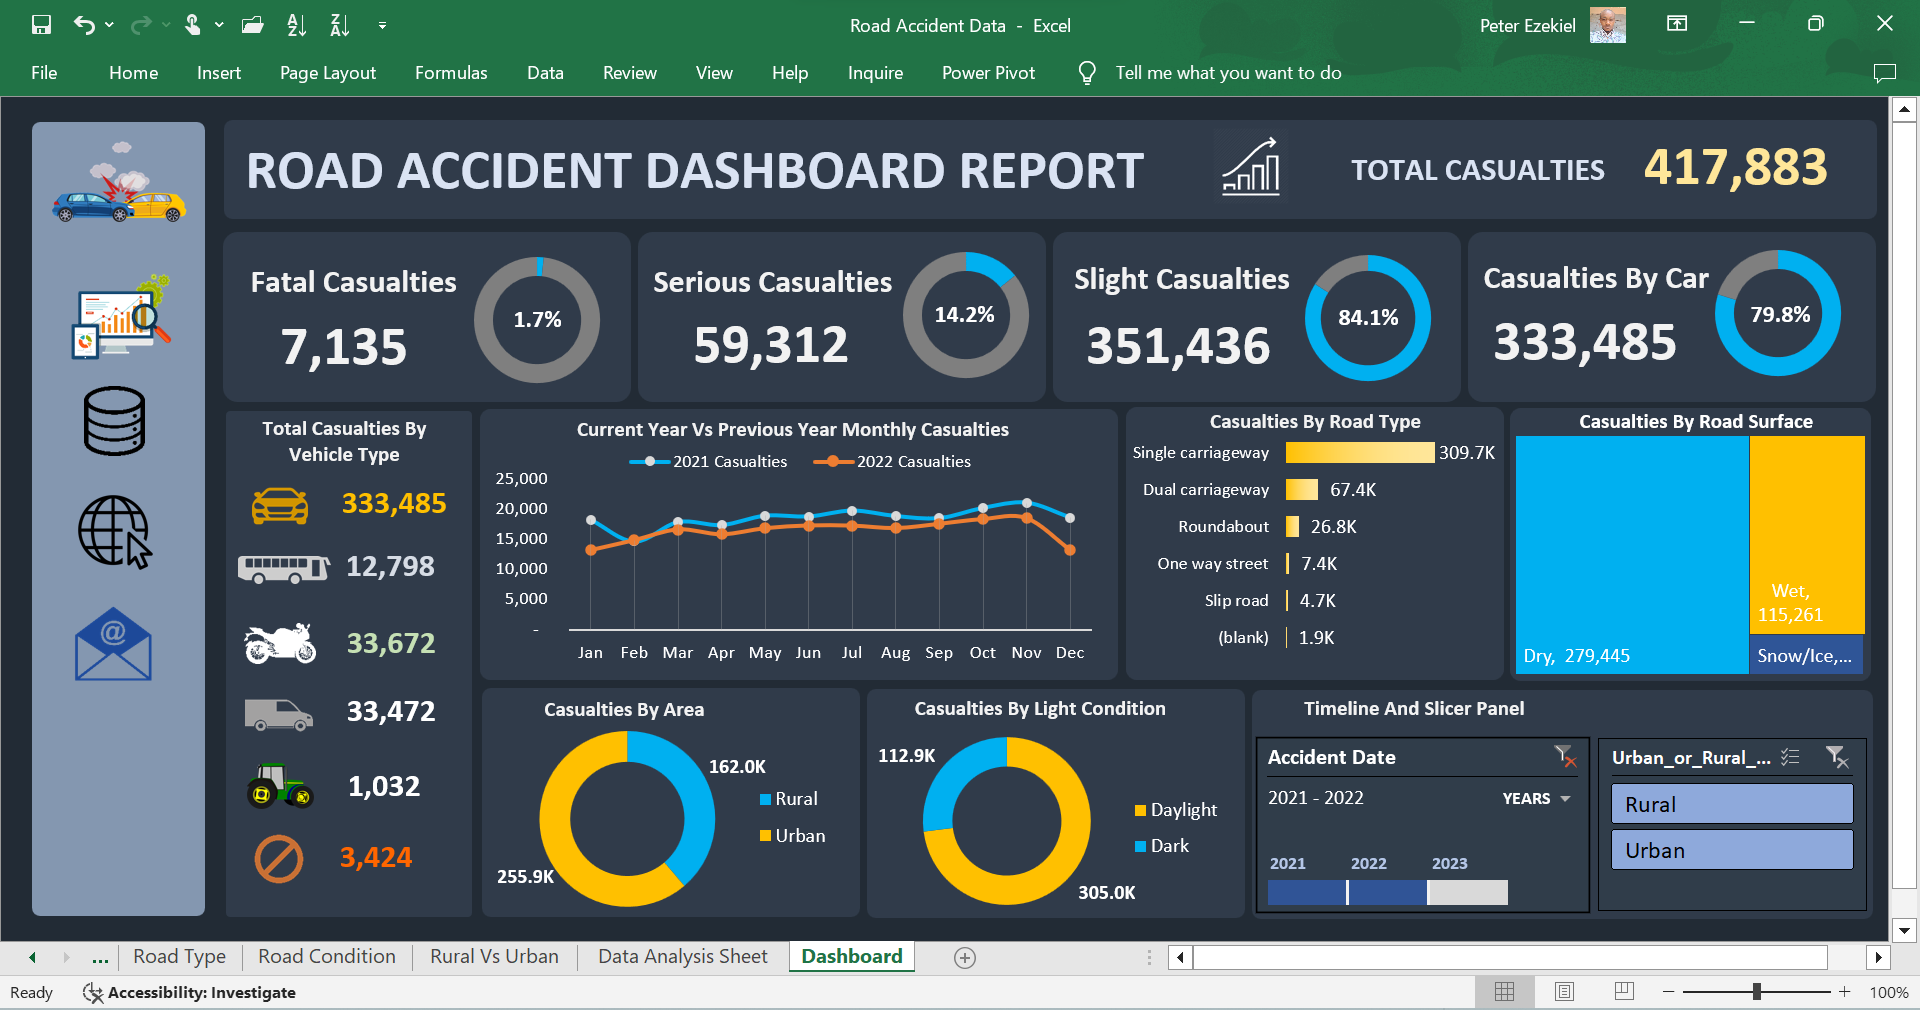 Road Accident Data - Excel
Peter Ezekiel
File Home Insert Page Layout Formulas Data Review View Help Inquire Power Pivot Tell me what you want to do
ROAD ACCIDENT DASHBOARD REPORT
TOTAL CASUALTIES 417,883
Fatal Casualties
7,135
1.7%
Serious Casualties
59,312
14.2%
Slight Casualties
351,436
84.1%
Casualties By Car
333,485
79.8%
Total Casualties By
Vehicle Type
333,485
12,798
33,672
33,472
1,032
3,424
Current Year Vs Previous Year Monthly Casualties
2021 Casualties 2022 Casualties
25,000
20,000
15,000
10,000
5,000
-
Jan Feb Mar Apr May Jun Jul Aug Sep Oct Nov Dec
Casualties By Road Type
Single carriageway 309.7K
Dual carriageway 67.4K
Roundabout 26.8K
One way street 7.4K
Slip road 4.7K
(blank) 1.9K
Casualties By Road Surface
Wet,
115,261
Dry, 279,445
Snow/Ice,...
Casualties By Area
162.0K
Rural
Urban
255.9K
Casualties By Light Condition
112.9K
Daylight
Dark
305.0K
Timeline And Slicer Panel
Accident Date
2021 - 2022 YEARS
2021 2022 2023
Urban_or_Rural_...
Rural
Urban
... Road Type Road Condition Rural Vs Urban Data Analysis Sheet Dashboard
Ready Accessibility: Investigate
100%